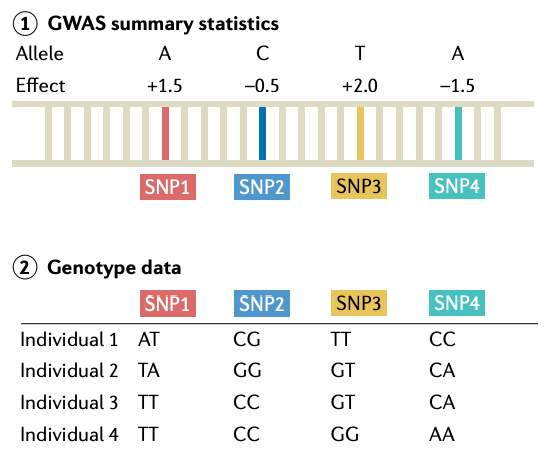 1 GWAS summary statistics
Allele A C T A
Effect +1.5 –0.5 +2.0 –1.5
SNP1 SNP2 SNP3 SNP4
2 Genotype data
SNP1 SNP2 SNP3 SNP4
Individual 1 AT CG TT CC
Individual 2 TA GG GT CA
Individual 3 TT CC GT CA
Individual 4 TT CC GG AA